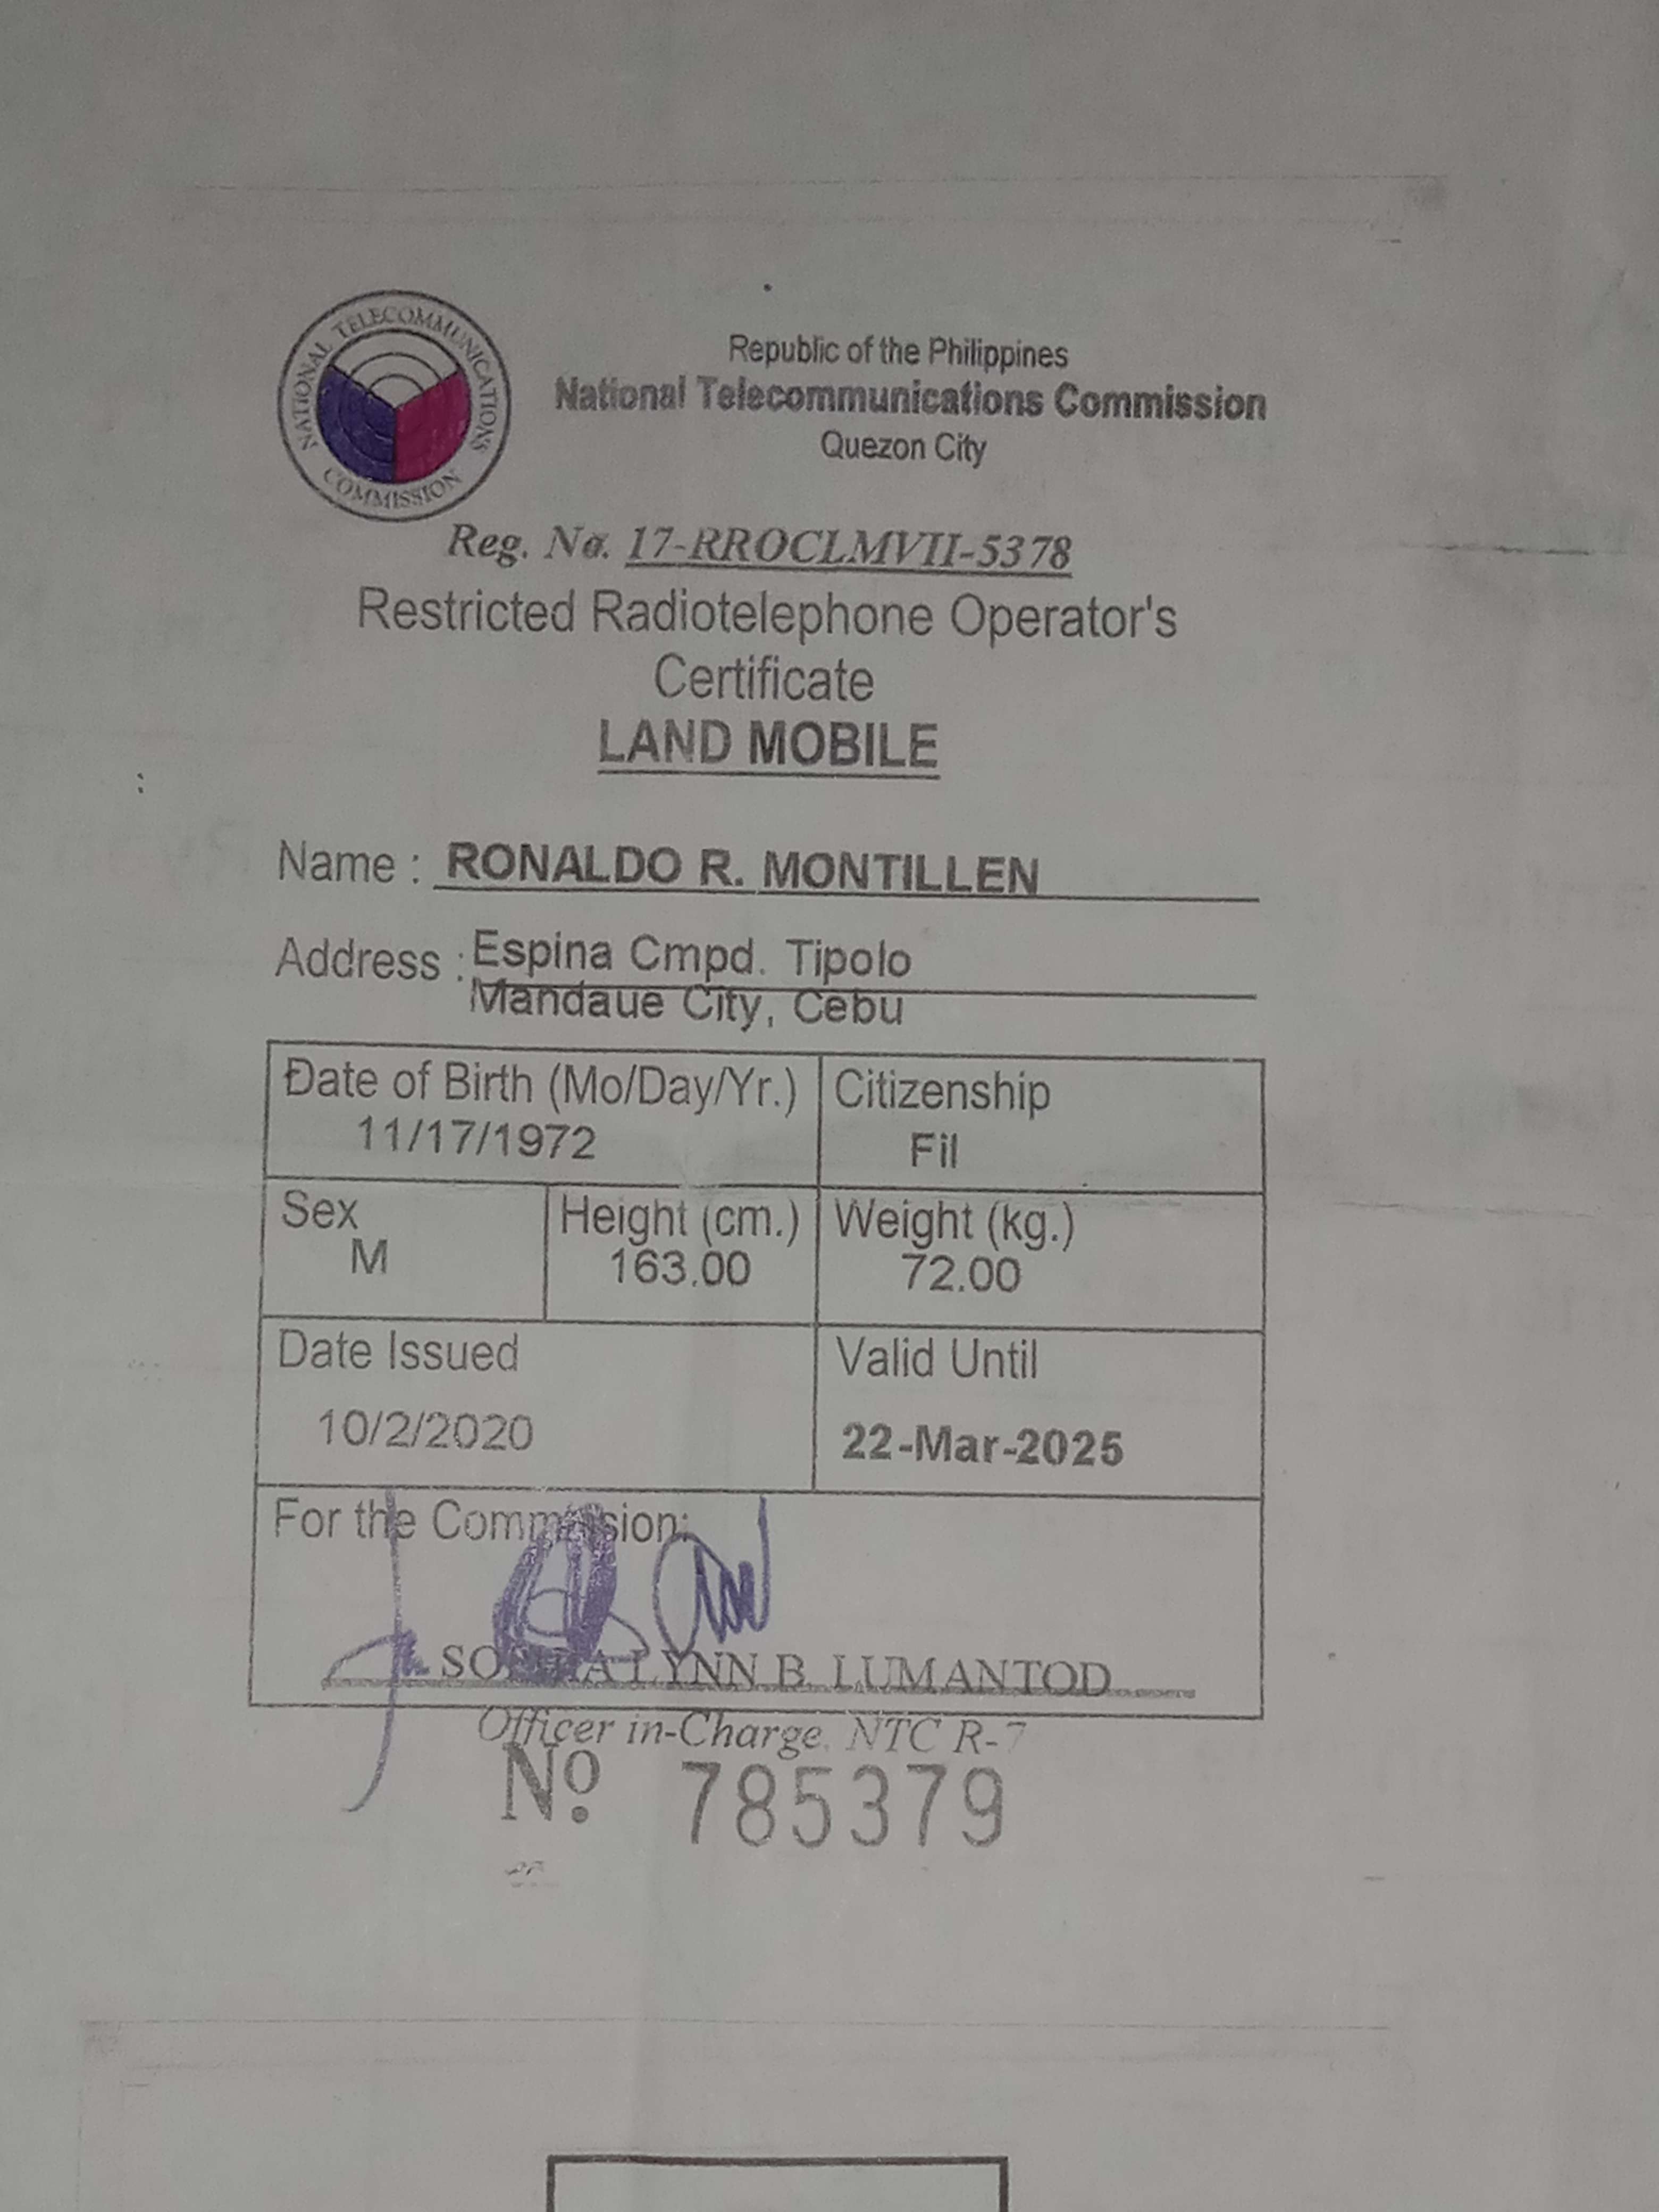 NATIONAL TELECOMMUNICATIONS COMMISSION
Republic of the Philippines
National Telecommunications Commission
Quezon City
Reg. No. 17-RROCLMVII-5378
Restricted Radiotelephone Operator's
Certificate
LAND MOBILE
Name : RONALDO R. MONTILLEN
Address : Espina Cmpd. Tipolo
Mandaue City, Cebu
Date of Birth (Mo/Day/Yr.) Citizenship
11/17/1972 Fil
Sex Height (cm.) Weight (kg.)
M 163.00 72.00
Date Issued Valid Until
10/2/2020 22-Mar-2025
For the Commission:
LYNN B. LUMANTOD
Officer in-Charge, NTC R-7
No. 785379